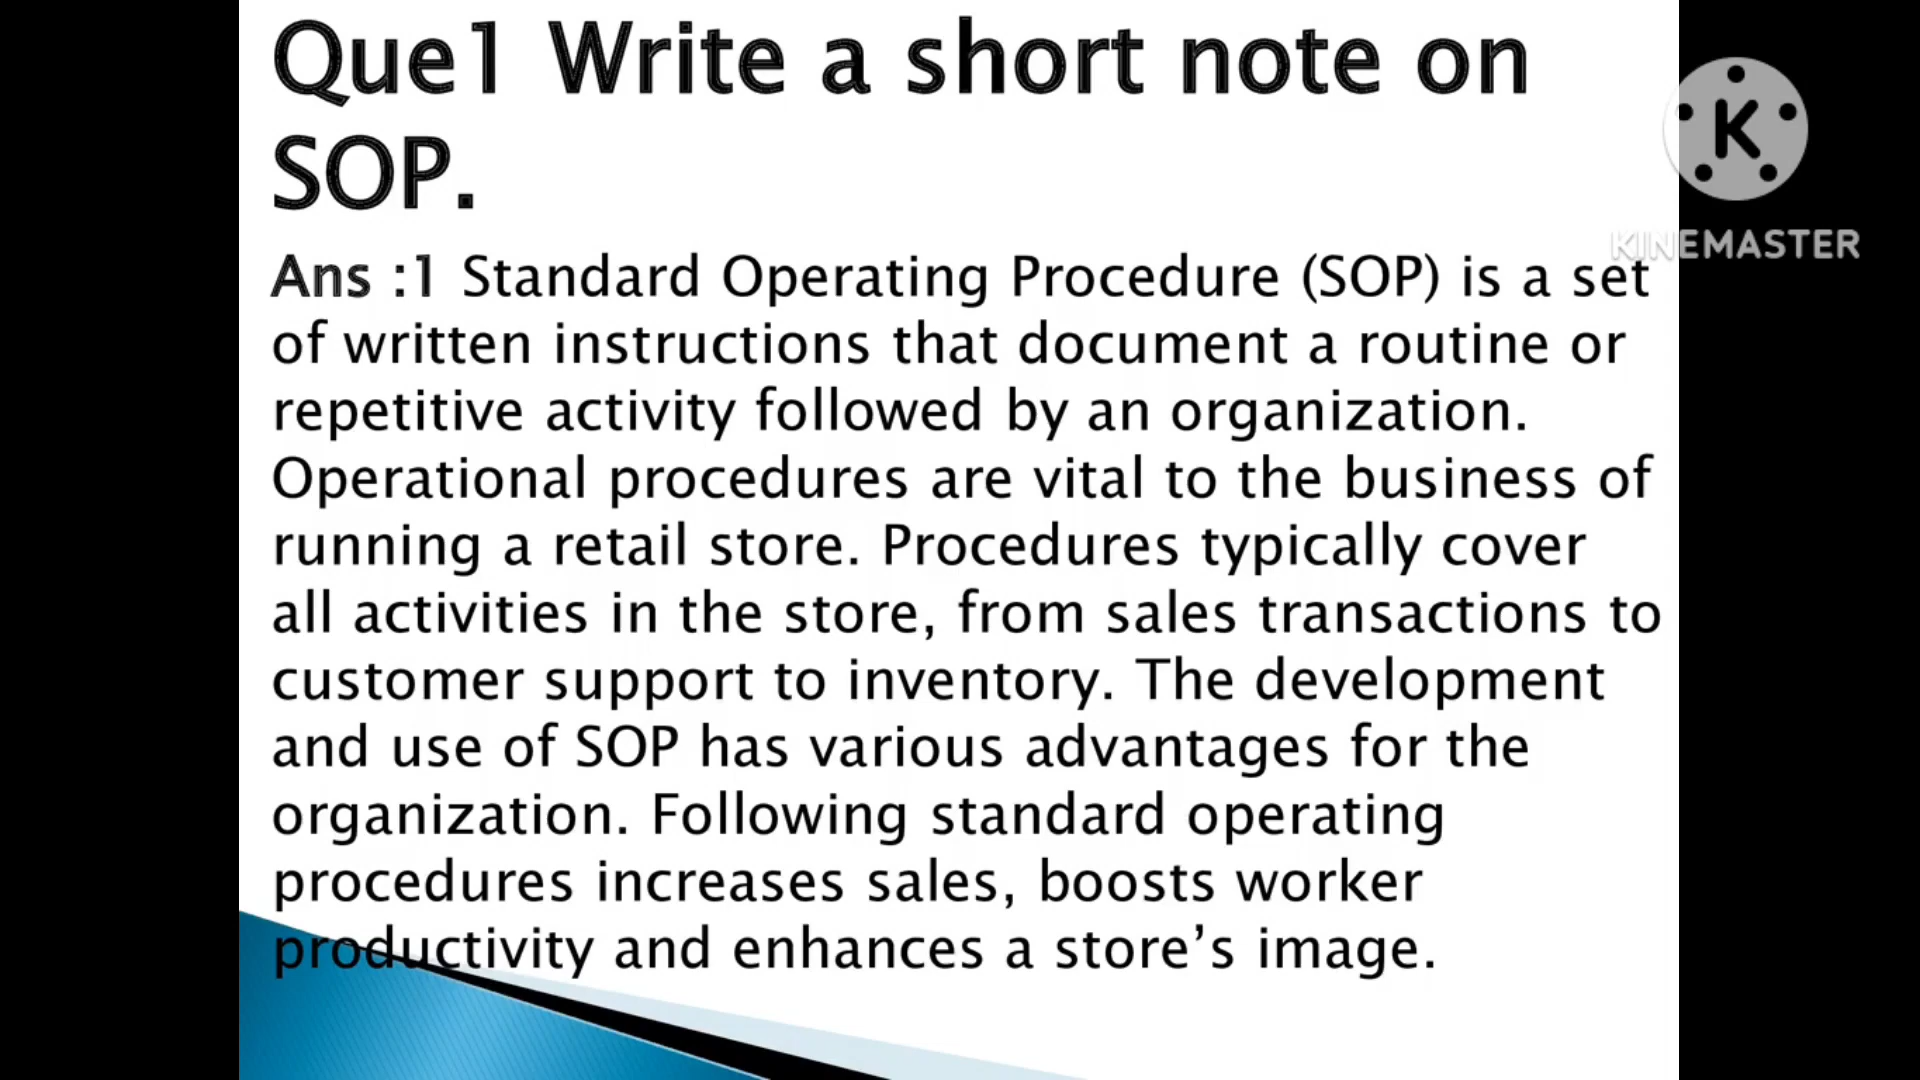 Que1 Write a short note on
SOP.
Ans :1 Standard Operating Procedure (SOP) is a set
of written instructions that document a routine or
repetitive activity followed by an organization.
Operational procedures are vital to the business of
running a retail store. Procedures typically cover
all activities in the store, from sales transactions to
customer support to inventory. The development
and use of SOP has various advantages for the
organization. Following standard operating
procedures increases sales, boosts worker
productivity and enhances a store’s image.
K
KINEMASTER